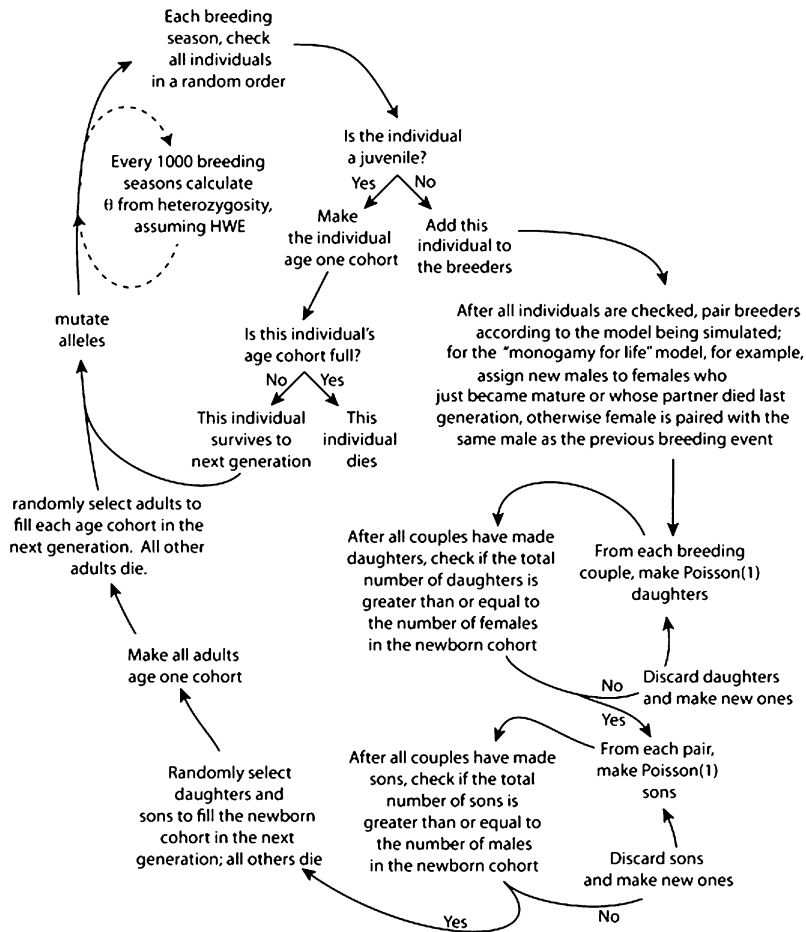 Each breeding
season, check
all individuals
in a random order
Is the individual
a juvenile?
Yes
No
Every 1000 breeding
seasons calculate
θ from heterozygosity,
assuming HWE
Make
the individual
age one cohort
Add this
individual to
the breeders
mutate
alleles
Is this individual's
age cohort full?
No
Yes
This individual
survives to
next generation
This
individual
dies
After all individuals are checked, pair breeders
according to the model being simulated;
for the "monogamy for life" model, for example,
assign new males to females who
just became mature or whose partner died last
generation, otherwise female is paired with the
same male as the previous breeding event
randomly select adults to
fill each age cohort in the
next generation. All other
adults die.
After all couples have made
daughters, check if the total
number of daughters is
greater than or equal to
the number of females
in the newborn cohort
From each breeding
couple, make Poisson(1)
daughters
Make all adults
age one cohort
No
Discard daughters
and make new ones
Yes
From each pair,
make Poisson(1)
sons
After all couples have made
sons, check if the total
number of sons is
greater than or equal to
the number of males
in the newborn cohort
Randomly select
daughters and
sons to fill the newborn
cohort in the next
generation; all others die
Discard sons
and make new ones
Yes
No